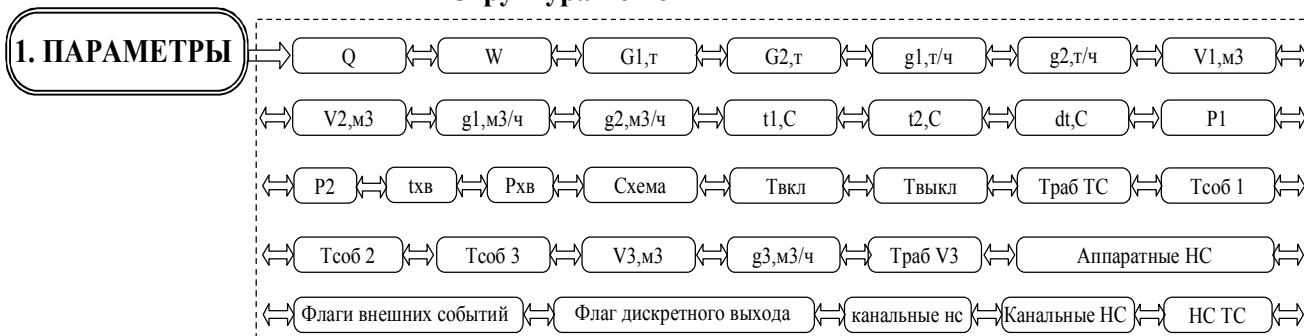 1. ПАРАМЕТРЫ
Q W G1,т G2,т g1,т/ч g2,т/ч V1,м3
V2,м3 g1,м3/ч g2,м3/ч t1,C t2,C dt,C P1
P2 tхв Pхв Схема Твкл Твыкл Траб ТС Тсоб 1
Тсоб 2 Тсоб 3 V3,м3 g3,м3/ч Траб V3 Аппаратные НС
Флаги внешних событий Флаг дискретного выхода канальные нс Канальные НС НС ТС